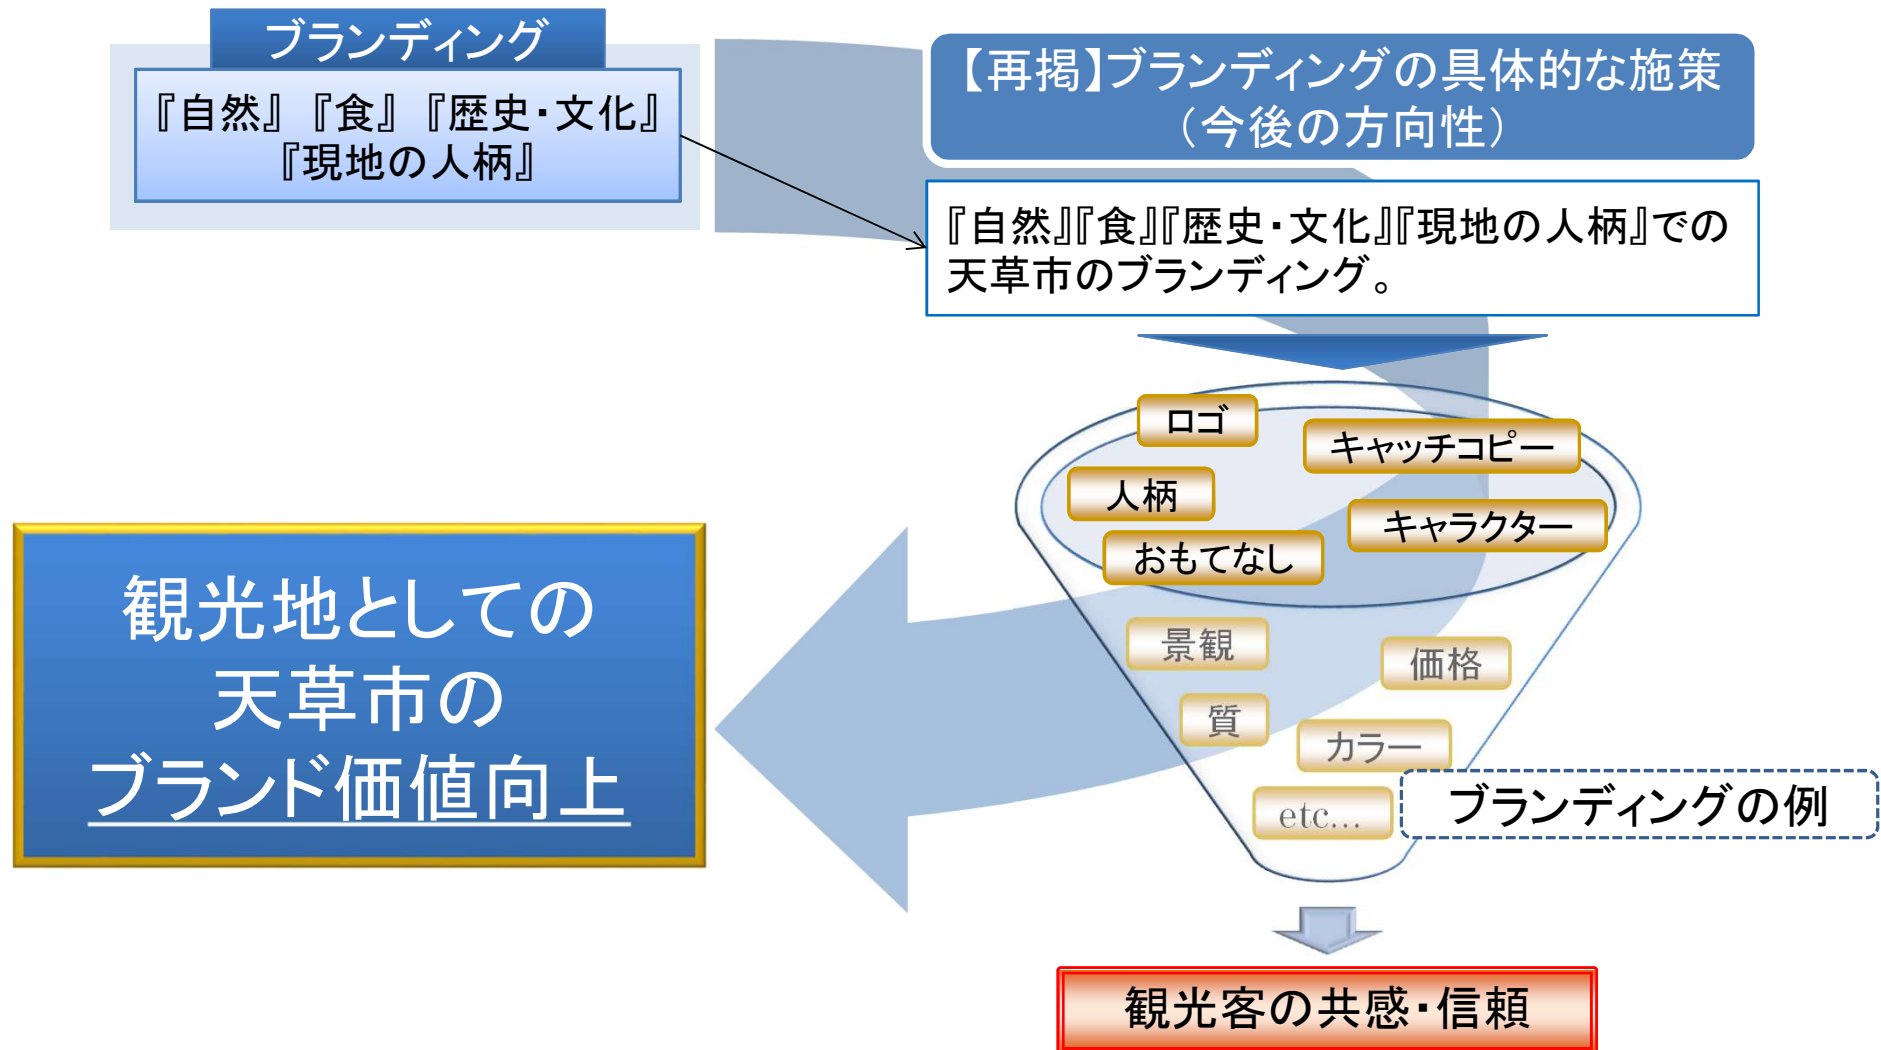 ブランディング
『自然』『食』『歴史・文化』
『現地の人柄』
【再掲】ブランディングの具体的な施策
（今後の方向性）
『自然』『食』『歴史・文化』『現地の人柄』での
天草市のブランディング。
ロゴ
キャッチコピー
人柄
キャラクター
おもてなし
景観
価格
質
カラー
etc...
ブランディングの例
観光地としての
天草市の
ブランド価値向上
観光客の共感・信頼